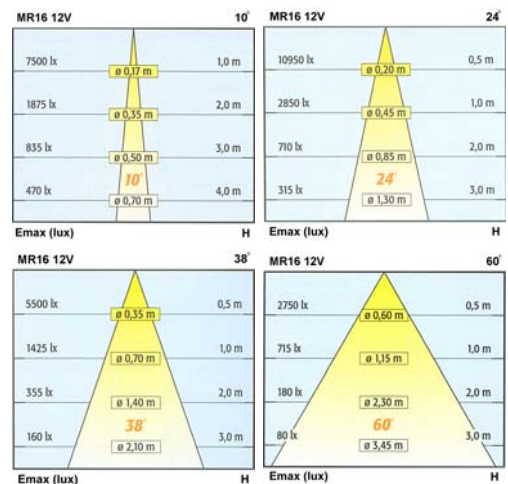 MR16 12V 10°
7500 lx ø 0,17 m 1,0 m
1875 lx ø 0,35 m 2,0 m
835 lx ø 0,50 m 3,0 m
10°
470 lx ø 0,70 m 4,0 m
Emax (lux) H
MR16 12V 24°
10950 lx ø 0,20 m 0,5 m
2850 lx ø 0,45 m 1,0 m
710 lx ø 0,85 m 2,0 m
24°
315 lx ø 1,30 m 3,0 m
Emax (lux) H
MR16 12V 38°
5500 lx ø 0,35 m 0,5 m
1425 lx ø 0,70 m 1,0 m
355 lx ø 1,40 m 2,0 m
38°
160 lx ø 2,10 m 3,0 m
Emax (lux) H
MR16 12V 60°
2750 lx ø 0,60 m 0,5 m
715 lx ø 1,15 m 1,0 m
180 lx ø 2,30 m 2,0 m
60°
80 lx ø 3,45 m 3,0 m
Emax (lux) H